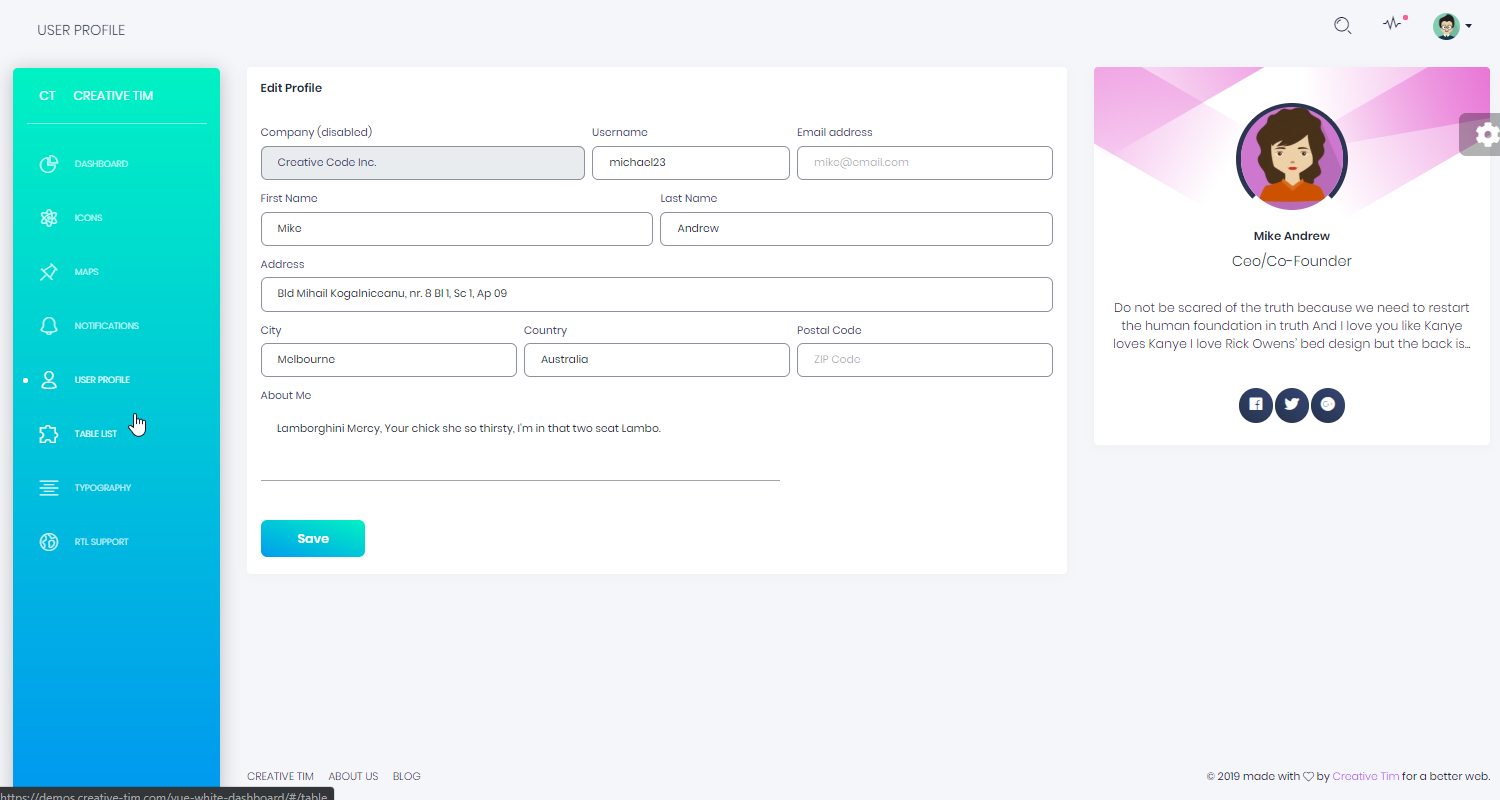 USER PROFILE
CT CREATIVE TIM
DASHBOARD
ICONS
MAPS
NOTIFICATIONS
USER PROFILE
TABLE LIST
TYPOGRAPHY
RTL SUPPORT
Edit Profile
Company (disabled) Username Email address
Creative Code Inc. michael23 mike@email.com
First Name Last Name
Mike Andrew
Address
Bld Mihail Kogalniceanu, nr. 8 Bl 1, Sc 1, Ap 09
City Country Postal Code
Melbourne Australia ZIP Code
About Me
Lamborghini Mercy, Your chick she so thirsty, I'm in that two seat Lambo.
Save
Mike Andrew
Ceo/Co-Founder
Do not be scared of the truth because we need to restart
the human foundation in truth And I love you like Kanye
loves Kanye I love Rick Owens' bed design but the back is...
CREATIVE TIM ABOUT US BLOG
© 2019 made with ♡ by Creative Tim for a better web.
https://demos.creative-tim.com/vue-white-dashboard/#/table